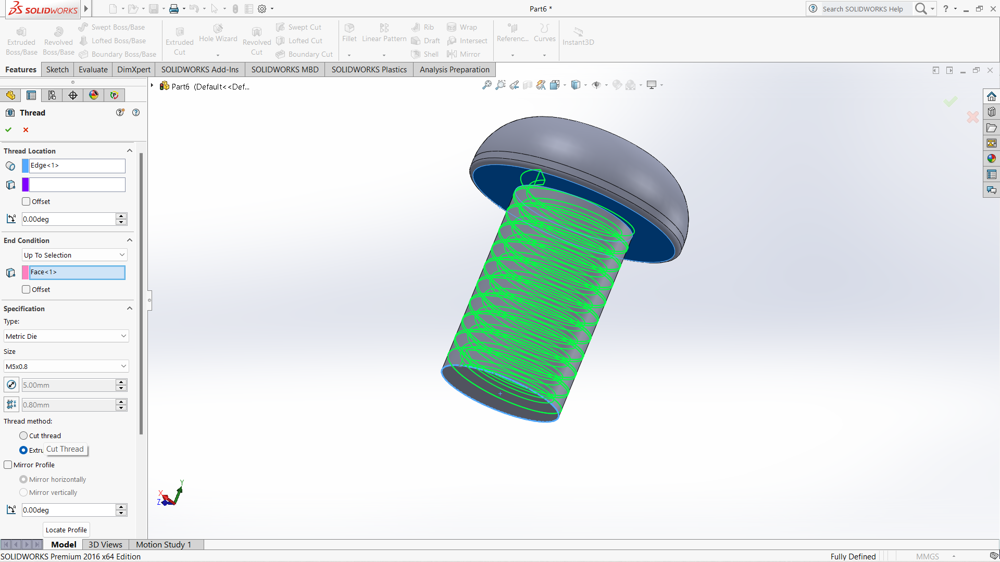 SOLIDWORKS
Part6 *
Search SOLIDWORKS Help
?
Extruded Boss/Base
Revolved Boss/Base
Swept Boss/Base
Lofted Boss/Base
Boundary Boss/Base
Extruded Cut
Hole Wizard
Revolved Cut
Swept Cut
Lofted Cut
Boundary Cut
Fillet
Linear Pattern
Rib
Draft
Shell
Wrap
Intersect
Mirror
Referenc...
Curves
Instant3D
Features
Sketch
Evaluate
DimXpert
SOLIDWORKS Add-Ins
SOLIDWORKS MBD
SOLIDWORKS Plastics
Analysis Preparation
Part6 (Default<<Def...
Thread
Thread Location
Edge<1>
Offset
0.00deg
End Condition
Up To Selection
Face<1>
Offset
Specification
Type:
Metric Die
Size
M5x0.8
5.00mm
0.80mm
Thread method:
Cut thread
Extru
Cut Thread
Mirror Profile
Mirror horizontally
Mirror vertically
0.00deg
Locate Profile
Y
X
Z
Model
3D Views
Motion Study 1
SOLIDWORKS Premium 2016 x64 Edition
Fully Defined
MMGS